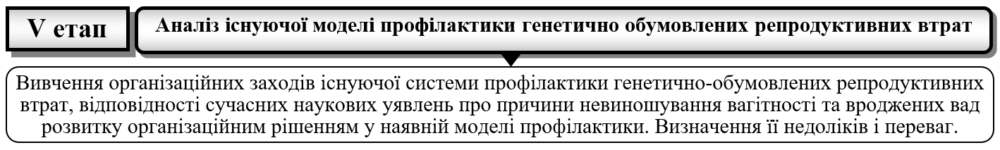 V етап
Аналіз існуючої моделі профілактики генетично обумовлених репродуктивних втрат
Вивчення організаційних заходів існуючої системи профілактики генетично-обумовлених репродуктивних
втрат, відповідності сучасних наукових уявлень про причини невиношування вагітності та вроджених вад
розвитку організаційним рішенням у наявній моделі профілактики. Визначення її недоліків і переваг.